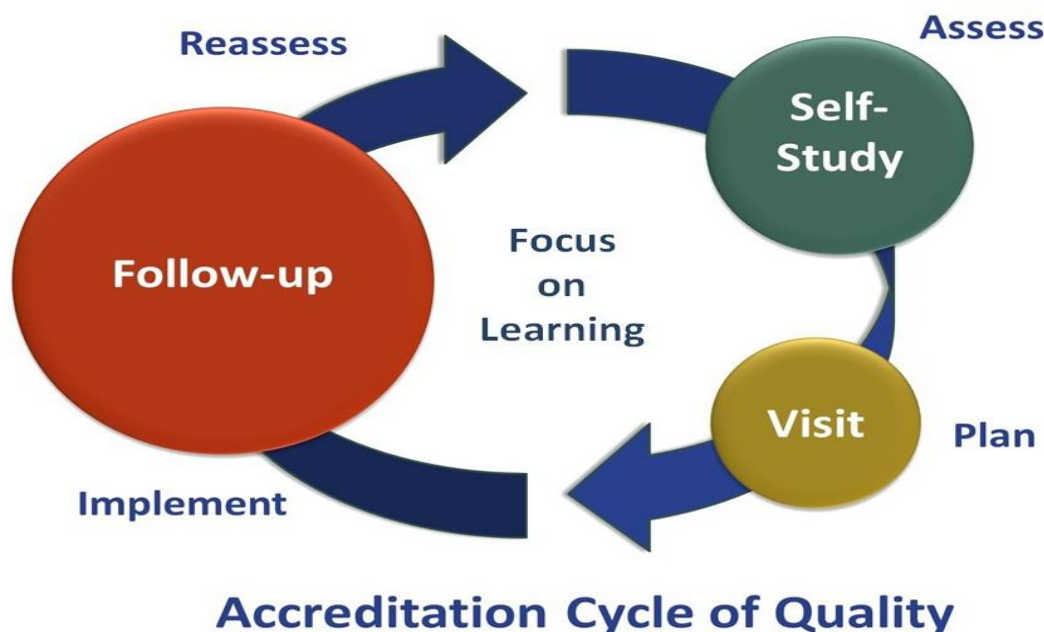 Reassess
Assess
Self-
Study
Focus
on
Learning
Follow-up
Visit
Plan
Implement
Accreditation Cycle of Quality